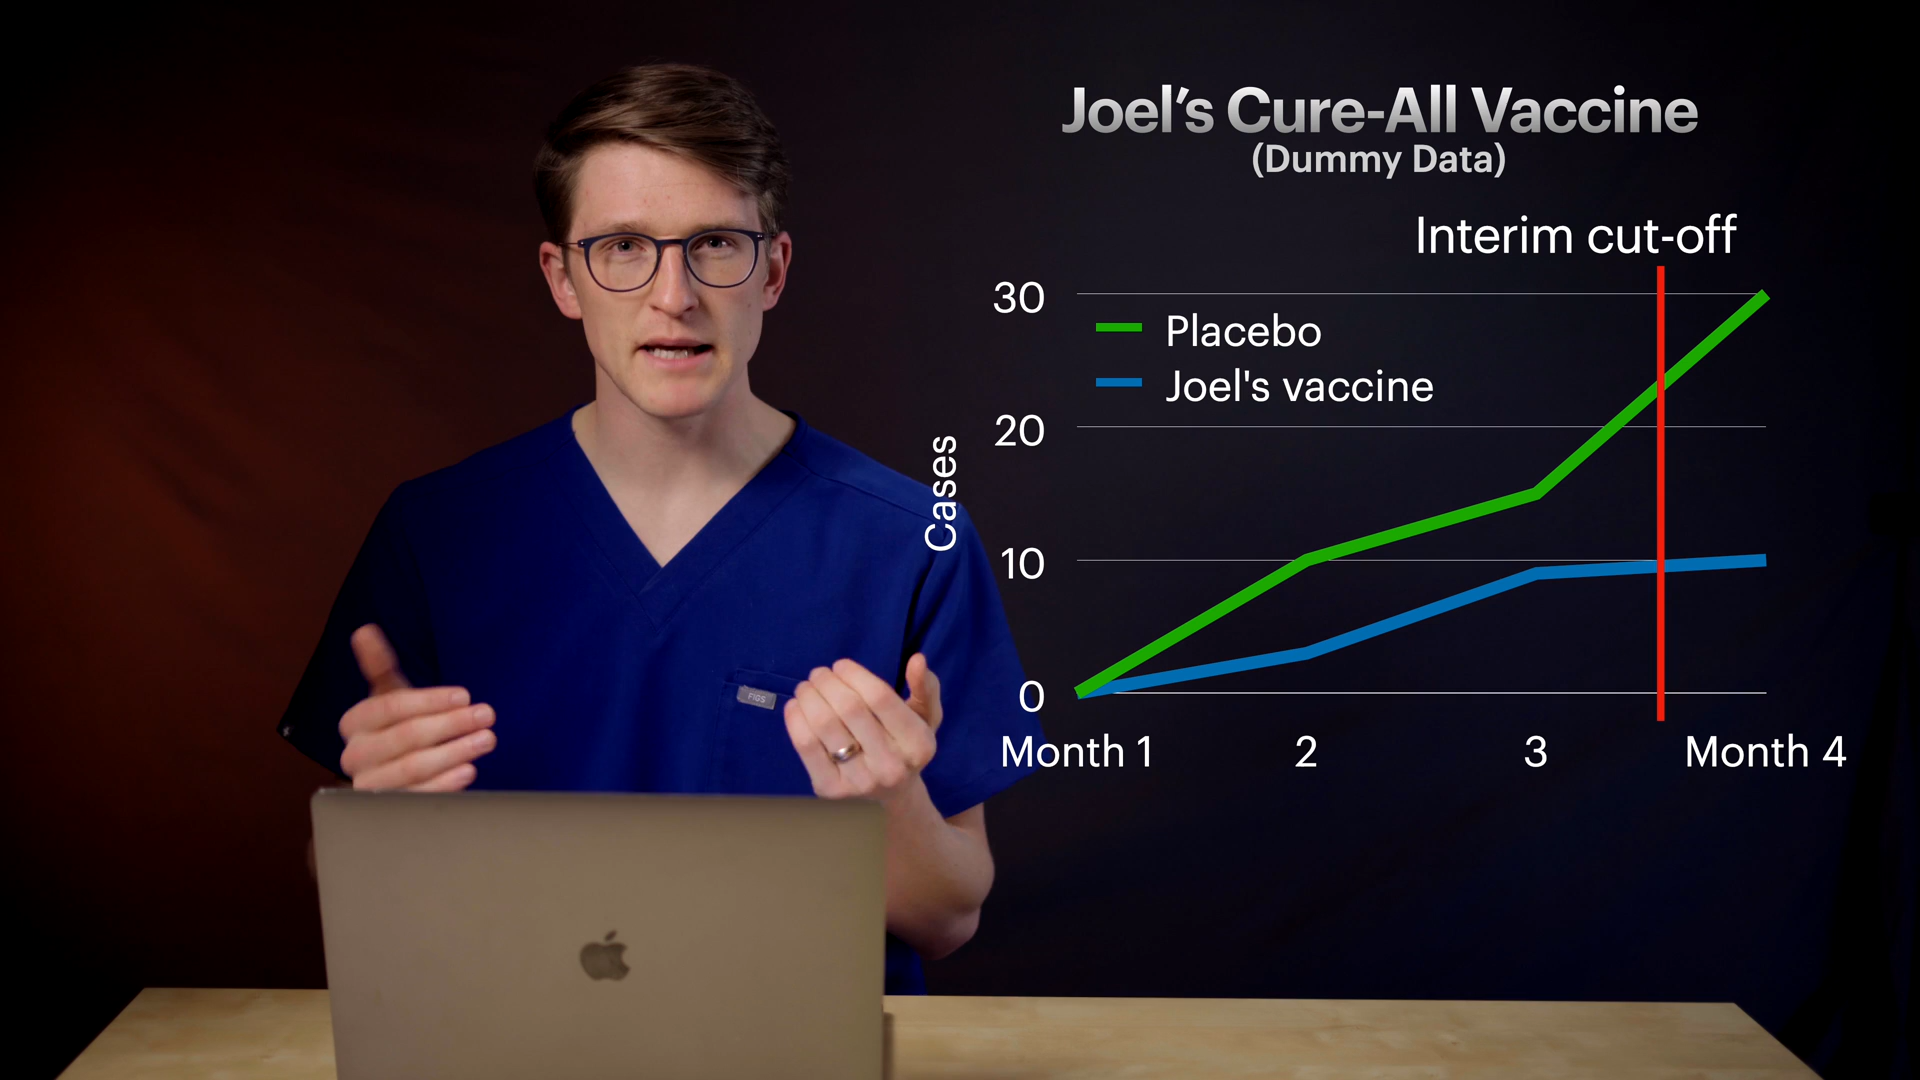 Joel's Cure-All Vaccine
(Dummy Data)
Interim cut-off
30
Placebo
Joel's vaccine
20
Cases
10
0
Month 1 2 3 Month 4
FIGS